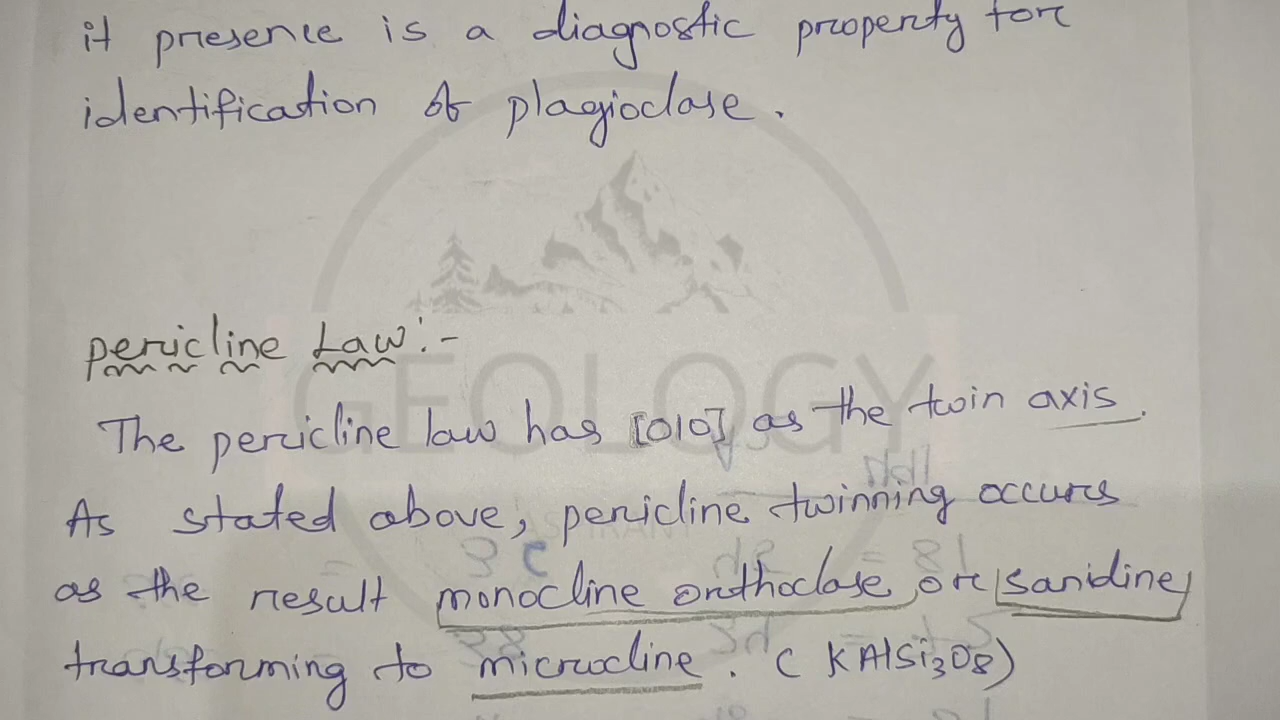 it presence is a diagnostic property for
identification of plagioclase.
GEOLOGY
pericline Law:-
The pericline law has [010] as the twin axis.
As stated above, pericline twinning occurs
as the result monocline orthoclase or sanidine
transforming to microcline. (KAlSi₃O₈)